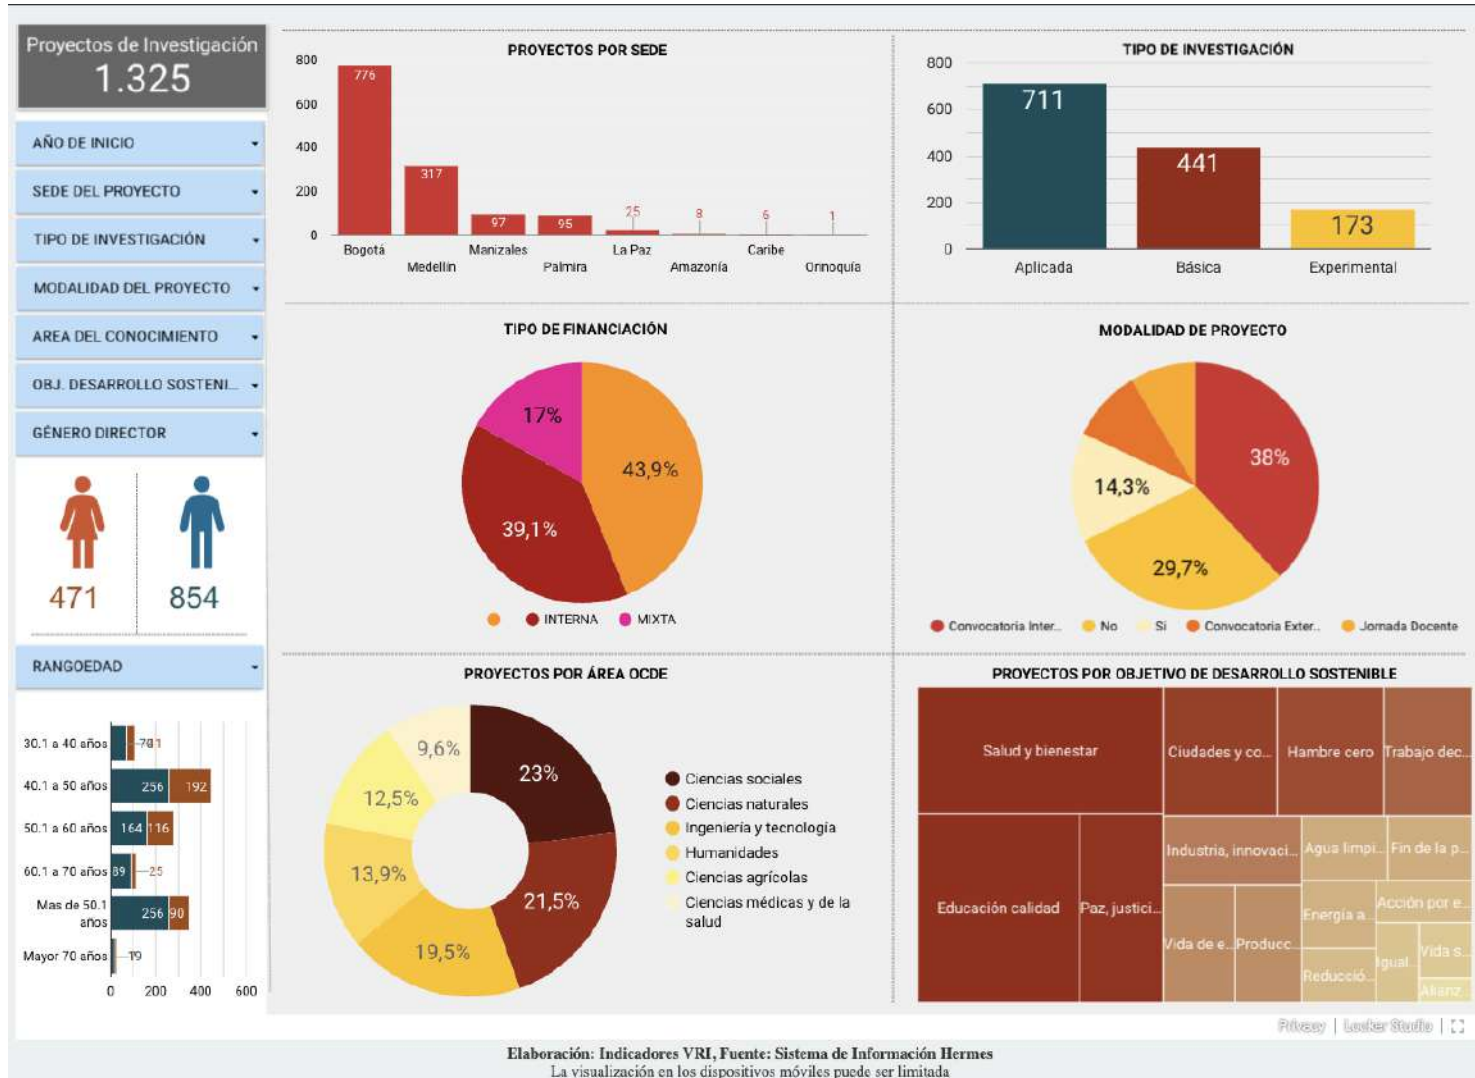 Proyectos de Investigación
1.325
AÑO DE INICIO
SEDE DEL PROYECTO
TIPO DE INVESTIGACIÓN
MODALIDAD DEL PROYECTO
AREA DEL CONOCIMIENTO
OBJ. DESARROLLO SOSTENI...
GÉNERO DIRECTOR
471
854
RANGOEDAD
30.1 a 40 años
40.1 a 50 años 256 192
50.1 a 60 años 164 116
60.1 a 70 años 89 25
Mas de 50.1
años 256 90
Mayor 70 años
0 200 400 600
PROYECTOS POR SEDE
800
600
400
200
0
776
317
97
95
25
8
6
1
Bogotá
Medellín
Manizales
Palmira
La Paz
Amazonía
Caribe
Orinoquía
TIPO DE INVESTIGACIÓN
800
600
400
200
0
711
441
173
Aplicada
Básica
Experimental
TIPO DE FINANCIACIÓN
17%
43,9%
39,1%
INTERNA
MIXTA
MODALIDAD DE PROYECTO
38%
14,3%
29,7%
Convocatoria Inter..
No
Si
Convocatoria Exter..
Jornada Docente
PROYECTOS POR ÁREA OCDE
9,6%
23%
12,5%
13,9%
21,5%
19,5%
Ciencias sociales
Ciencias naturales
Ingeniería y tecnología
Humanidades
Ciencias agrícolas
Ciencias médicas y de la
salud
PROYECTOS POR OBJETIVO DE DESARROLLO SOSTENIBLE
Salud y bienestar
Ciudades y co...
Hambre cero
Trabajo dec...
Educación calidad
Paz, justici...
Industria, innovaci...
Agua limpi...
Fin de la p...
Vida de e...
Producc...
Energía a...
Acción por e...
Reducció...
Igual...
Vida s...
Alianz...
Privacy | Looker Studio
Elaboración: Indicadores VRI, Fuente: Sistema de Información Hermes
La visualización en los dispositivos móviles puede ser limitada